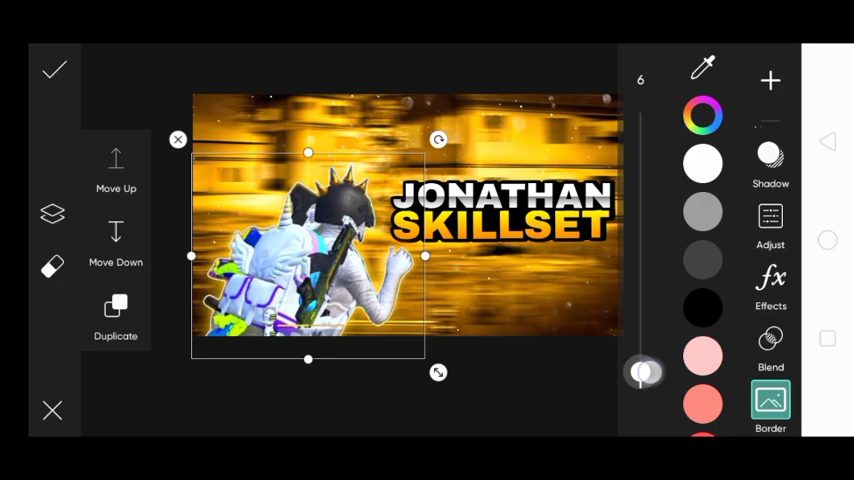 6
Move Up
Move Down
Duplicate
JONATHAN
SKILLSET
Shadow
Adjust
fx
Effects
Blend
Border